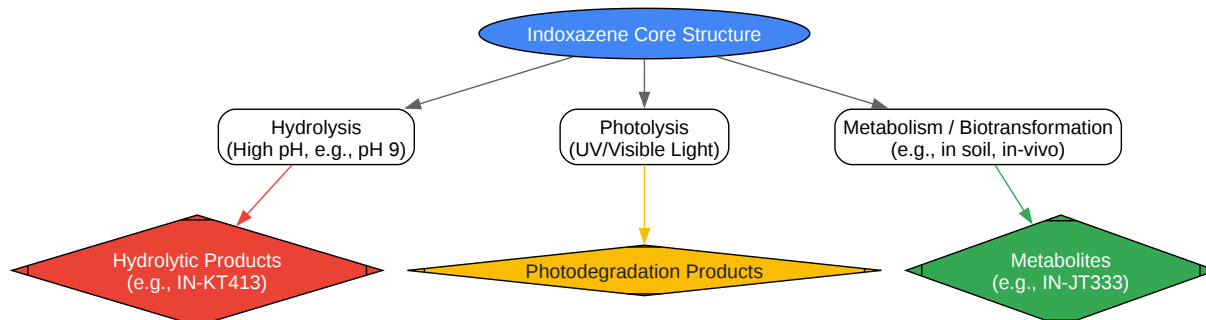 Indoxazene Core Structure
Hydrolysis
(High pH, e.g., pH 9)
Photolysis
(UV/Visible Light)
Metabolism / Biotransformation
(e.g., in soil, in-vivo)
Hydrolytic Products
(e.g., IN-KT413)
Photodegradation Products
Metabolites
(e.g., IN-JT333)